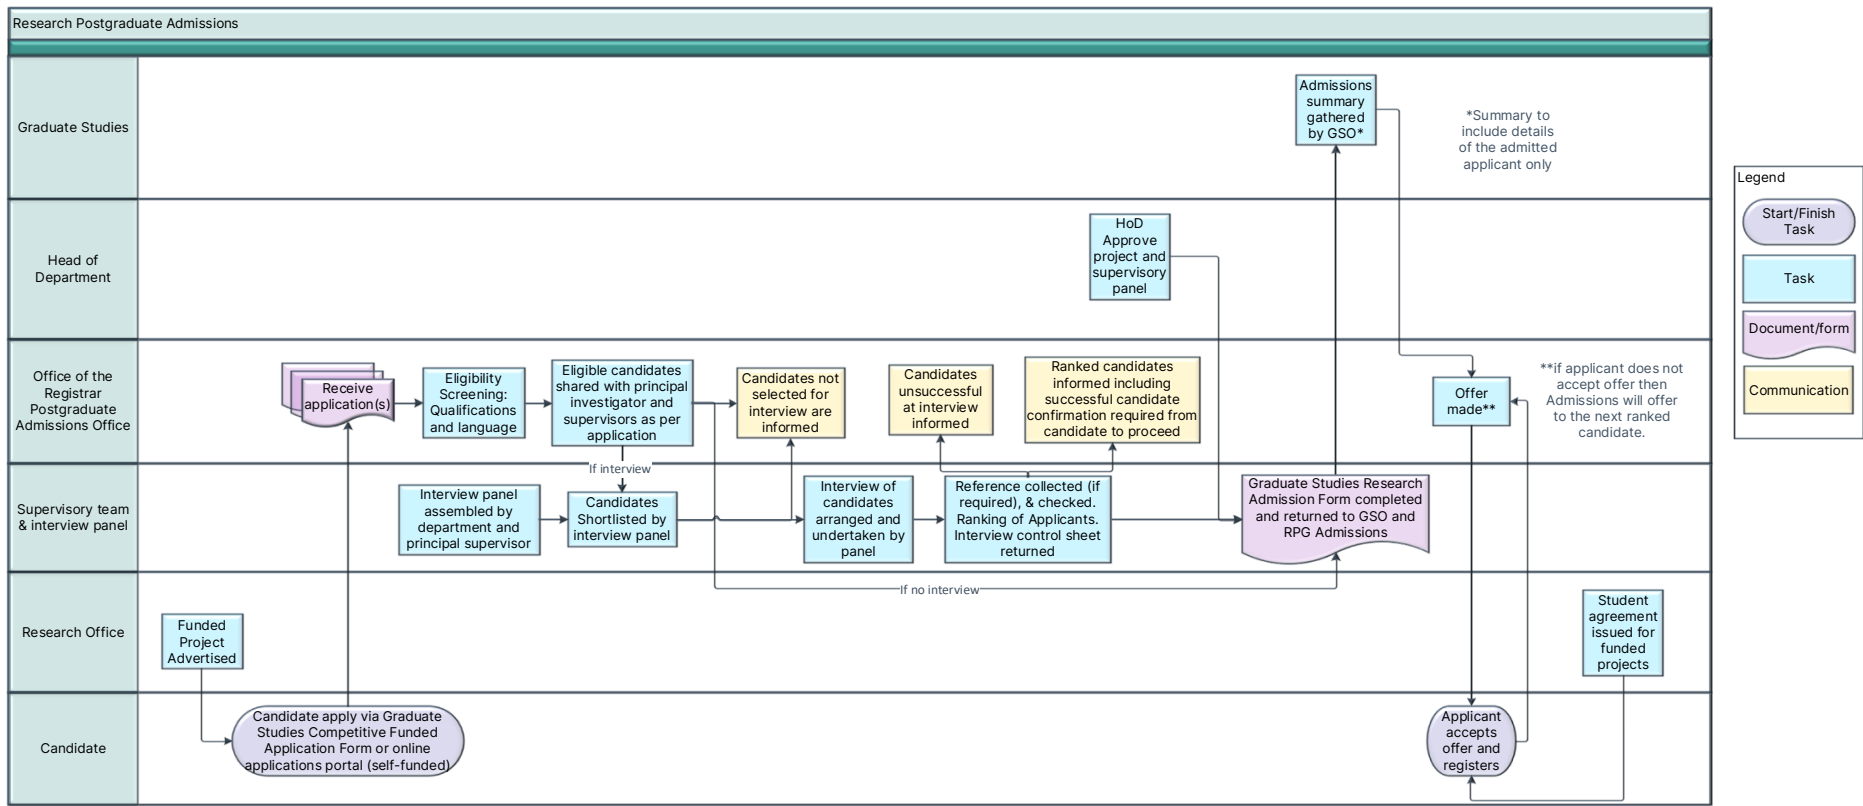 Research Postgraduate Admissions
Graduate Studies
Admissions
summary
gathered
by GSO*
*Summary to
include details
of the admitted
applicant only
Head of
Department
HoD
Approve
project and
supervisory
panel
Office of the
Registrar
Postgraduate
Admissions Office
Receive
application(s)
Eligibility
Screening:
Qualifications
and language
Eligible candidates
shared with principal
investigator and
supervisors as per
application
Candidates not
selected for
interview are
informed
Candidates
unsuccessful
at interview
informed
Ranked candidates
informed including
successful candidate
confirmation required from
candidate to proceed
Offer
made**
**if applicant does not
accept offer then
Admissions will offer
to the next ranked
candidate.
If interview
Supervisory team
& interview panel
Interview panel
assembled by
department and
principal supervisor
Candidates
Shortlisted by
interview panel
Interview of
candidates
arranged and
undertaken by
panel
Reference collected (if
required), & checked.
Ranking of Applicants.
Interview control sheet
returned
Graduate Studies Research
Admission Form completed
and returned to GSO and
RPG Admissions
If no interview
Research Office
Funded
Project
Advertised
Student
agreement
issued for
funded
projects
Candidate
Candidate apply via Graduate
Studies Competitive Funded
Application Form or online
applications portal (self-funded)
Applicant
accepts
offer and
registers
Legend
Start/Finish
Task
Task
Document/form
Communication